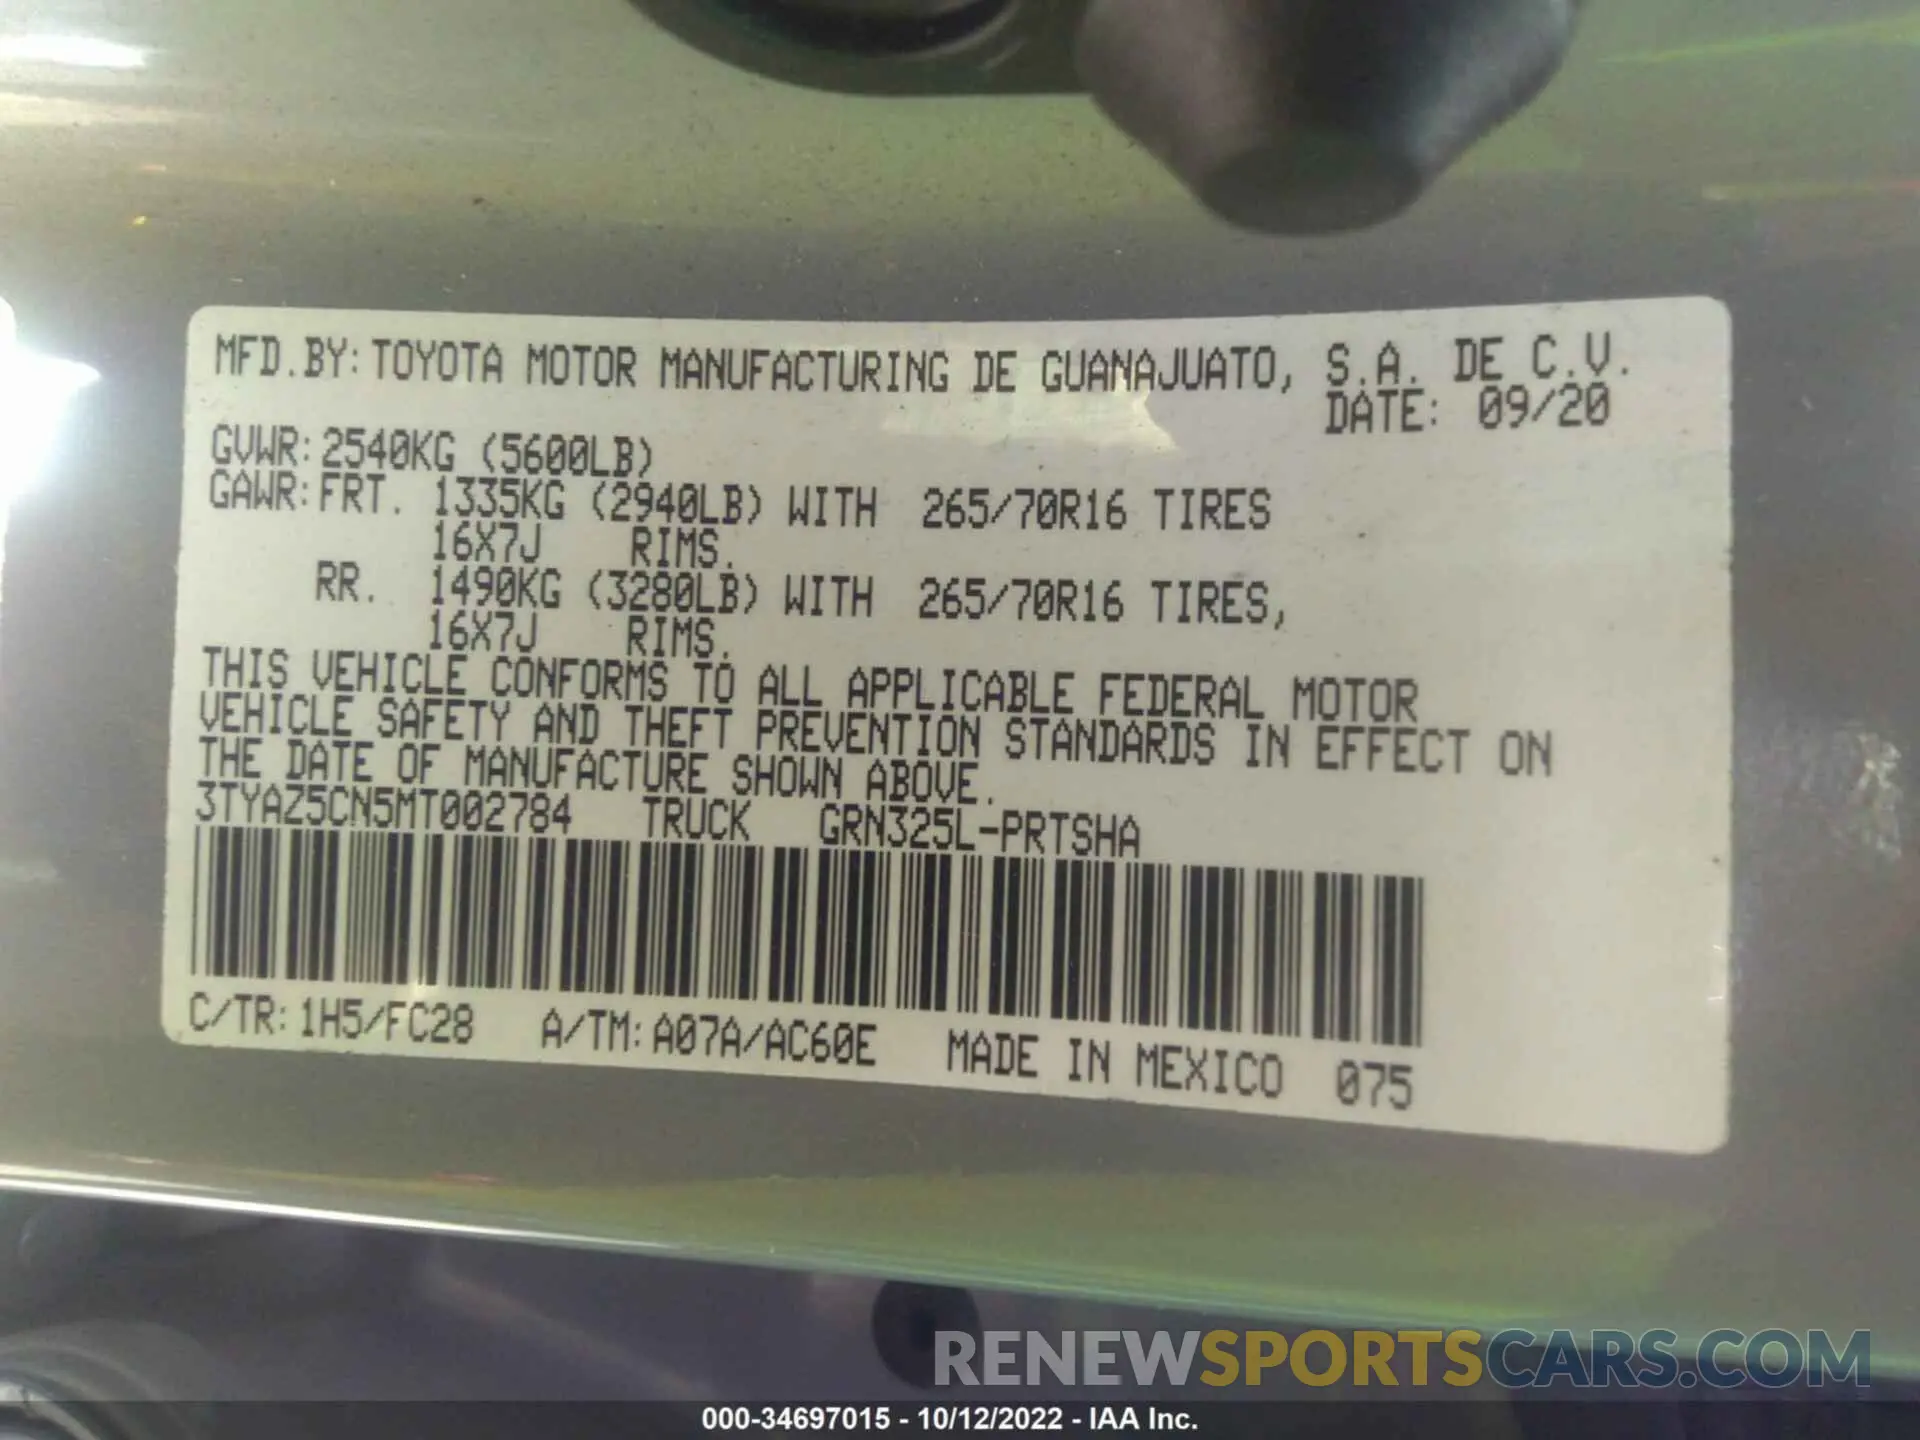 MFD.BY: TOYOTA MOTOR MANUFACTURING DE GUANAJUATO, S.A. DE C.V.
DATE: 09/20
GVWR: 2540KG (5600LB)
GAWR: FRT. 1335KG (2940LB) WITH 265/70R16 TIRES
16X7J RIMS.
RR. 1490KG (3280LB) WITH 265/70R16 TIRES,
16X7J RIMS.
THIS VEHICLE CONFORMS TO ALL APPLICABLE FEDERAL MOTOR
VEHICLE SAFETY AND THEFT PREVENTION STANDARDS IN EFFECT ON
THE DATE OF MANUFACTURE SHOWN ABOVE.
3TYAZ5CN5MT002784 TRUCK GRN325L-PRTSHA
C/TR: 1H5/FC28 A/TM: A07A/AC60E MADE IN MEXICO 075
RENEWSPORTSCARS.COM
000-34697015 - 10/12/2022 - IAA Inc.